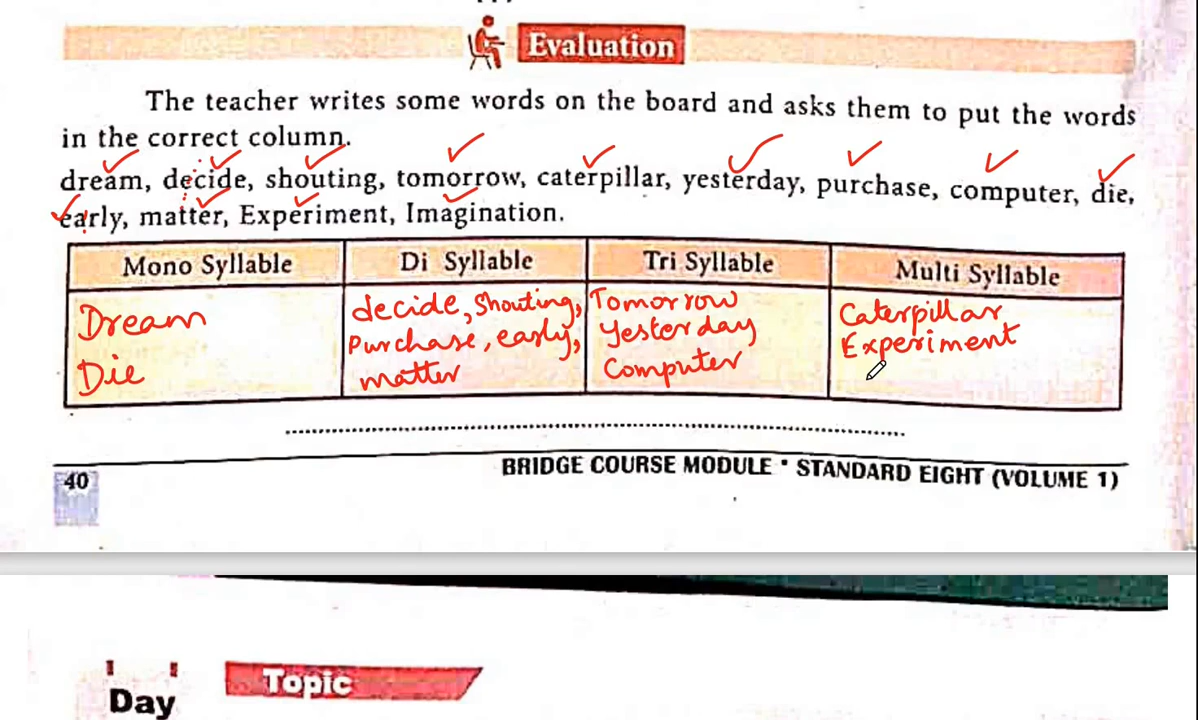 Evaluation
The teacher writes some words on the board and asks them to put the words
in the correct column.
dream, decide, shouting, tomorrow, caterpillar, yesterday, purchase, computer, die,
early, matter, Experiment, Imagination.
Mono Syllable Di Syllable Tri Syllable Multi Syllable
Dream decide, Shouting, Tomorrow Caterpillar
Purchase, early, Yesterday Experiment
Die matter Computer
BRIDGE COURSE MODULE • STANDARD EIGHT (VOLUME 1)
40
Topic
Day